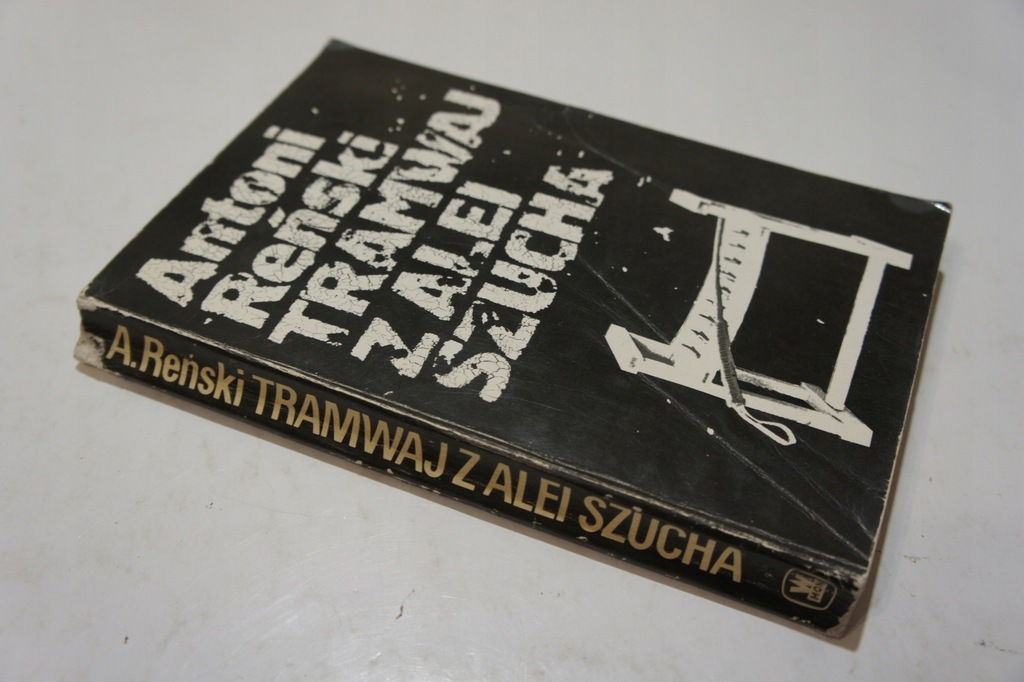 Antoni
Reński
TRAMWAJ
Z ALEI
SZUCHA
A. Reński TRAMWAJ Z ALEI SZUCHA